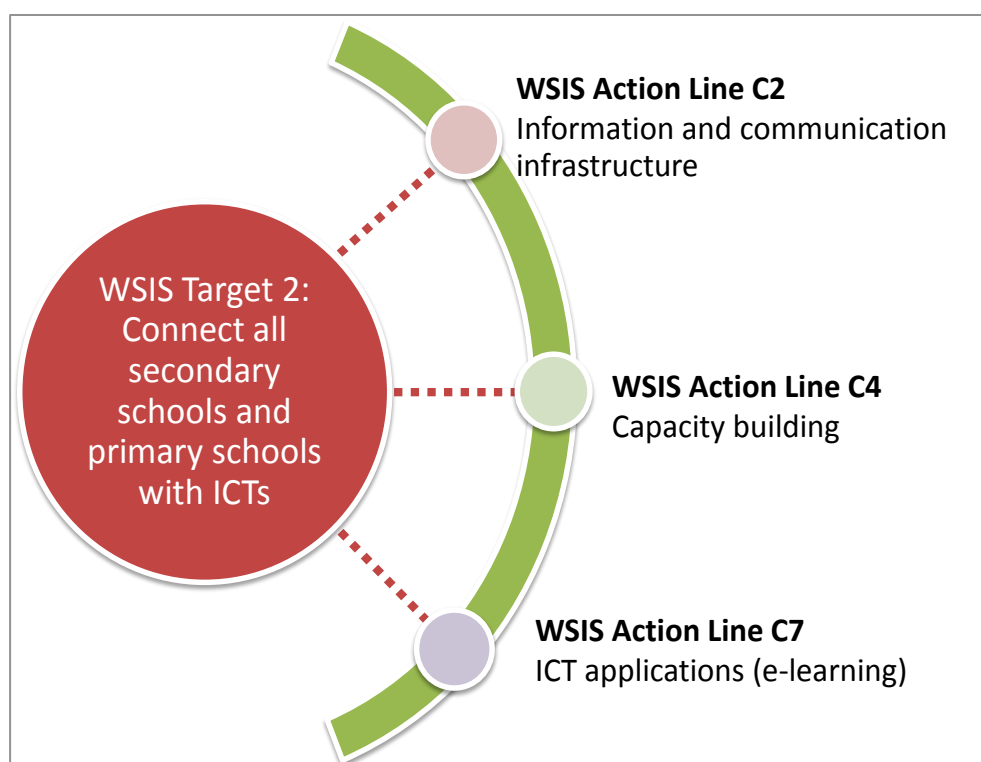 WSIS Action Line C2
Information and communication
infrastructure
WSIS Target 2:
Connect all
secondary
schools and
primary schools
with ICTs
WSIS Action Line C4
Capacity building
WSIS Action Line C7
ICT applications (e-learning)